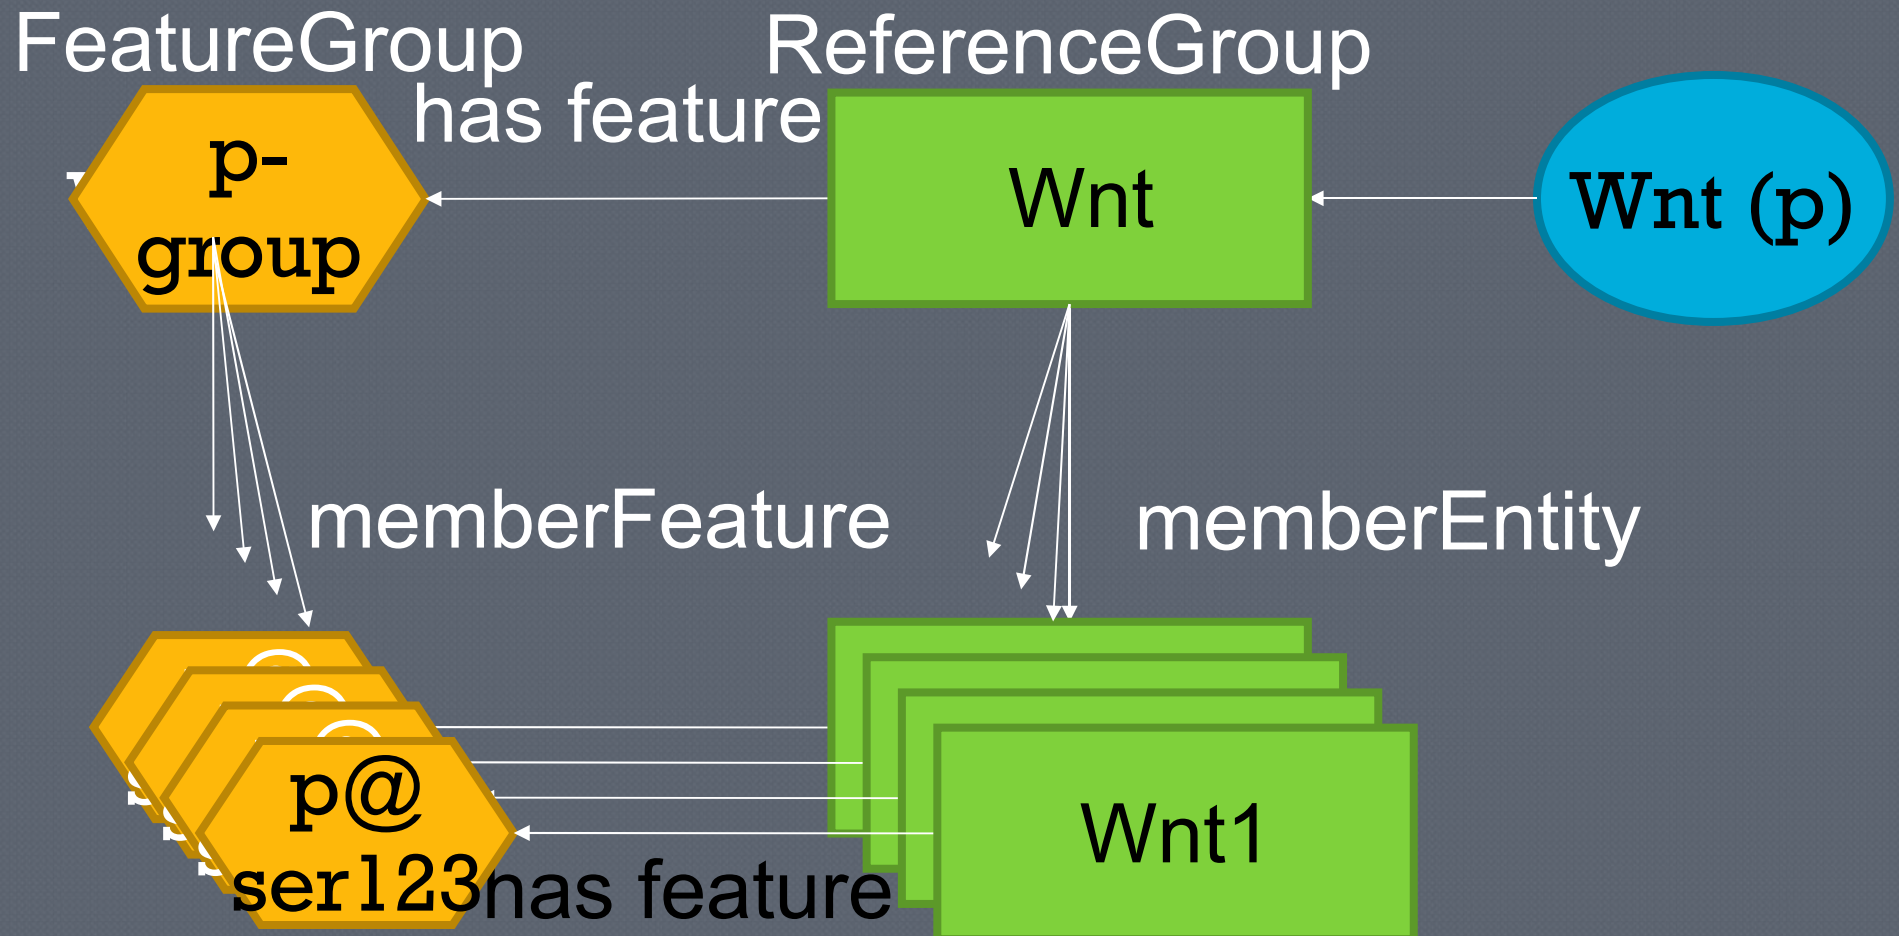 FeatureGroup
ReferenceGroup
has feature
p-
group
Wnt
Wnt (p)
memberFeature
memberEntity
p@
ser123
has feature
Wnt1